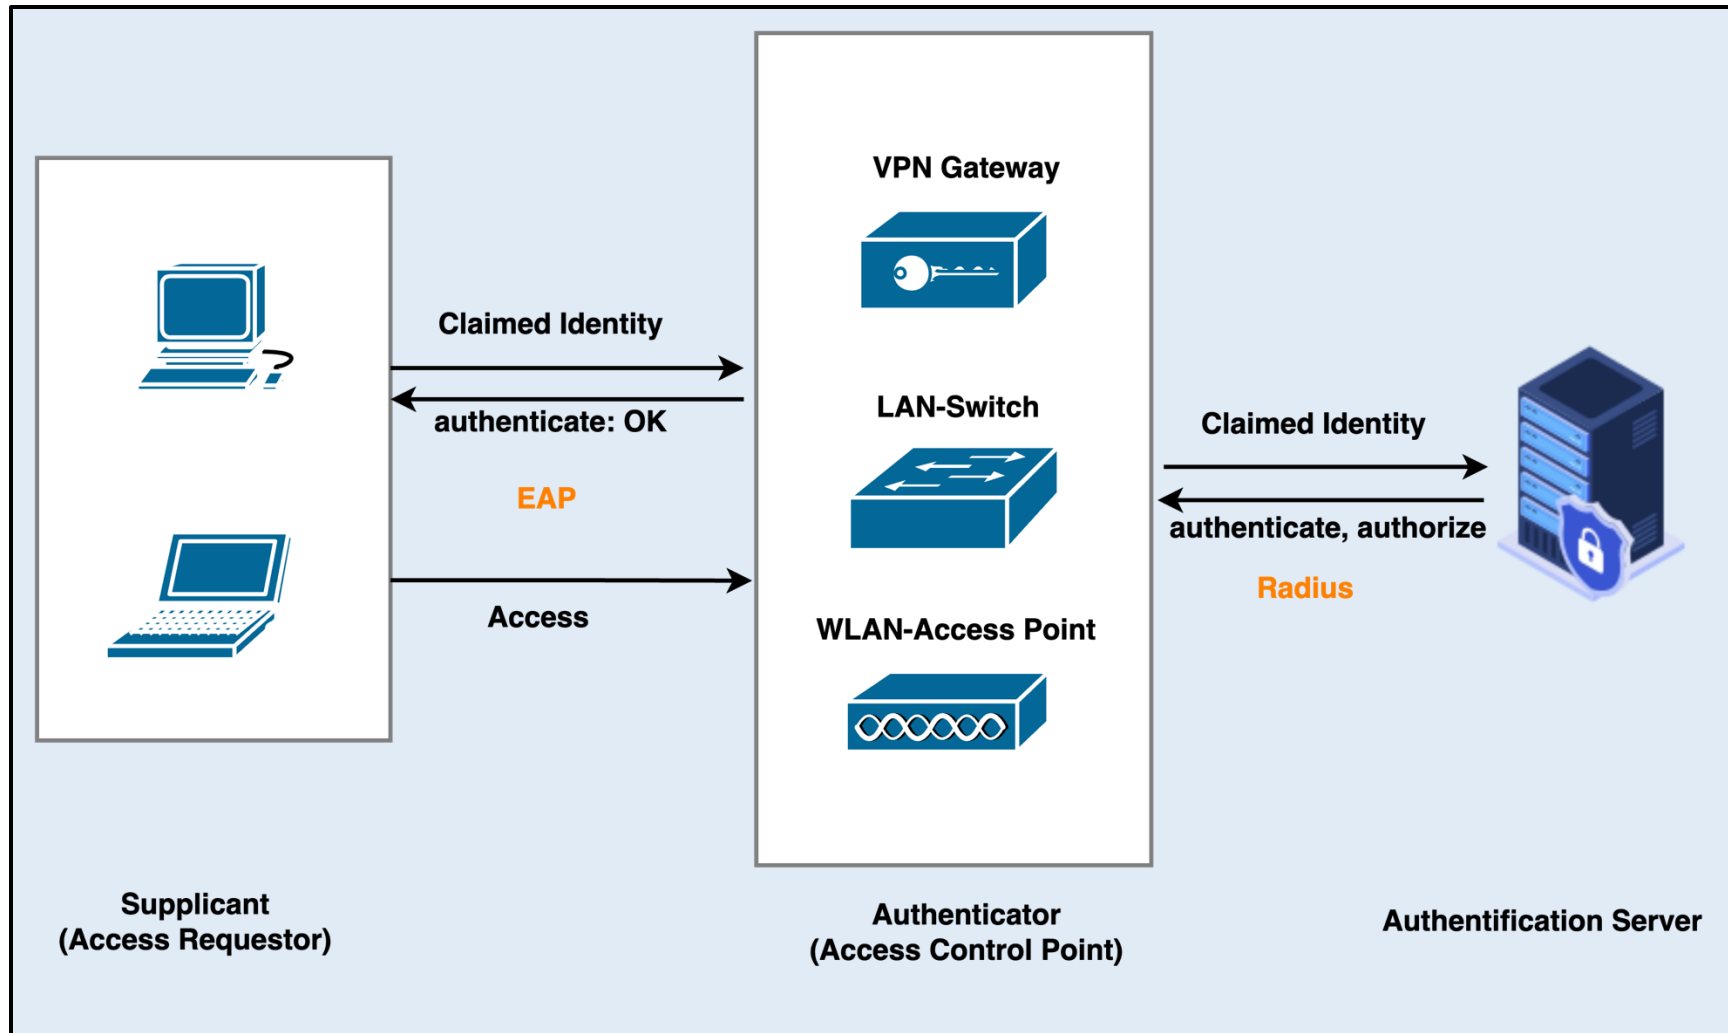 VPN Gateway
Claimed Identity
authenticate: OK
EAP
Access
LAN-Switch
WLAN-Access Point
Claimed Identity
authenticate, authorize
Radius
Supplicant
(Access Requestor)
Authenticator
(Access Control Point)
Authentification Server